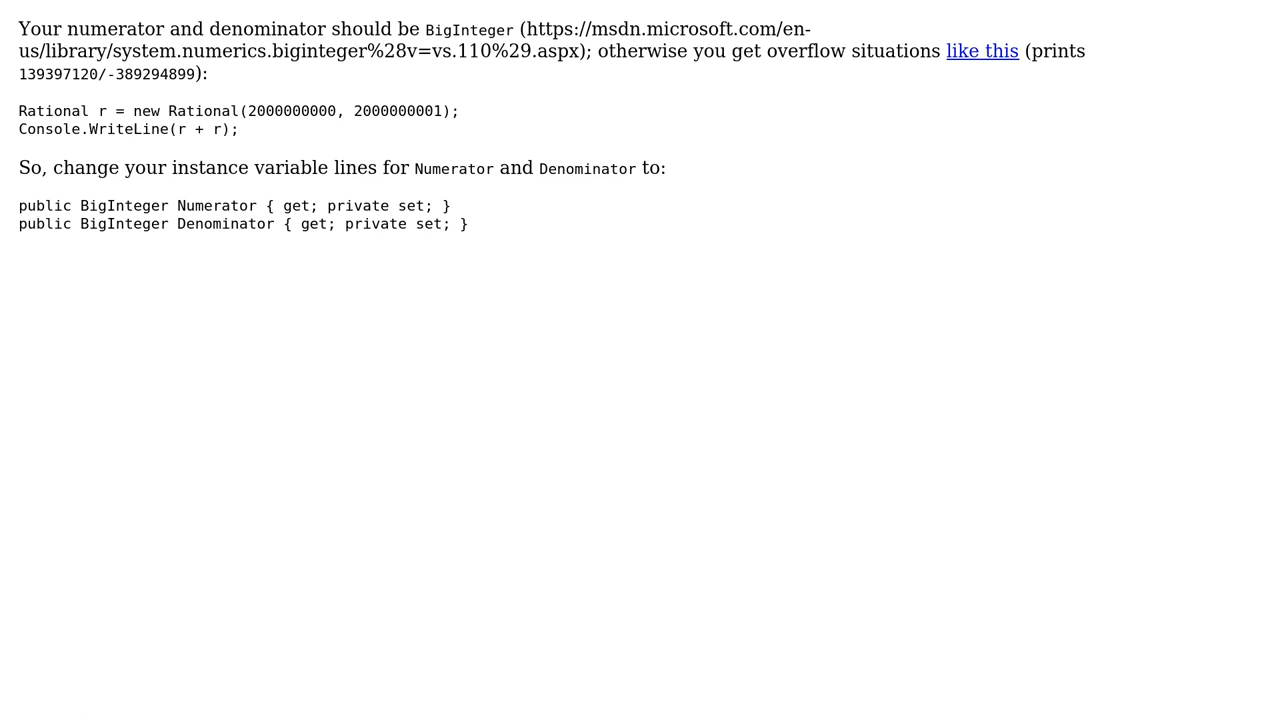 Your numerator and denominator should be BigInteger (https://msdn.microsoft.com/en-
us/library/system.numerics.biginteger%28v=vs.110%29.aspx); otherwise you get overflow situations like this (prints
139397120/-389294899):
Rational r = new Rational(2000000000, 2000000001);
Console.WriteLine(r + r);
So, change your instance variable lines for Numerator and Denominator to:
public BigInteger Numerator { get; private set; }
public BigInteger Denominator { get; private set; }